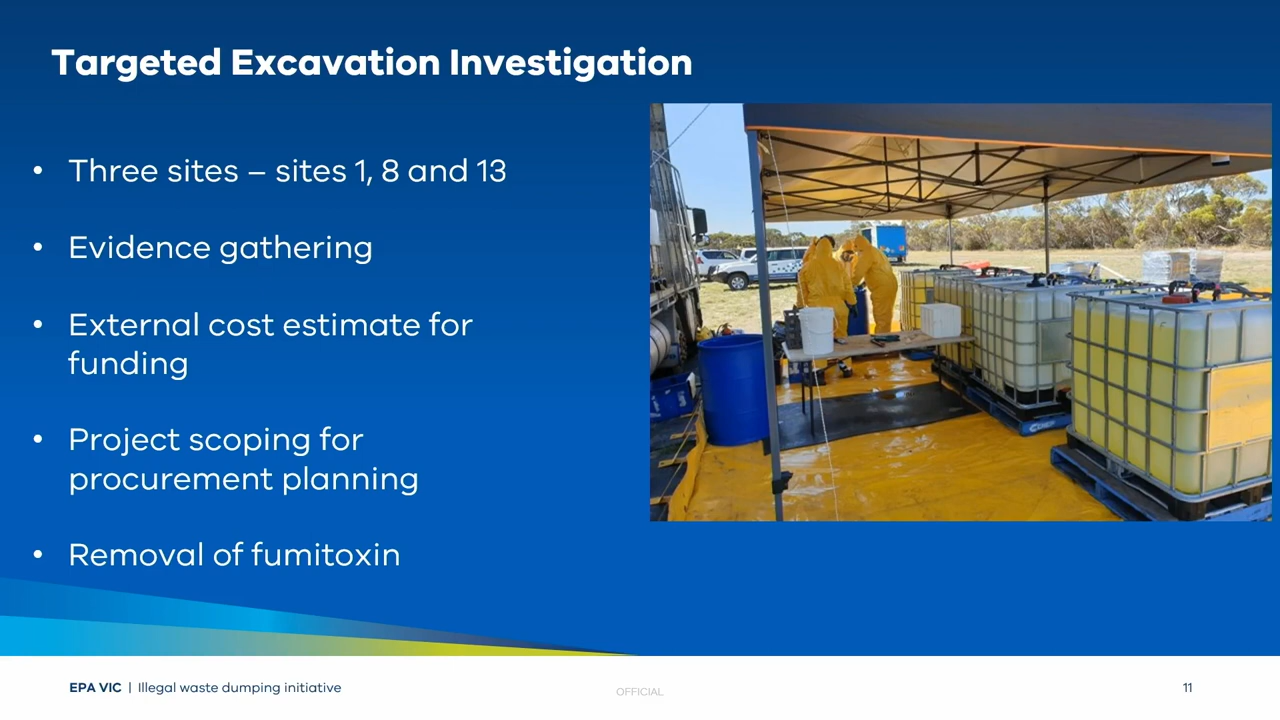 Targeted Excavation Investigation
• Three sites – sites 1, 8 and 13
• Evidence gathering
• External cost estimate for
funding
• Project scoping for
procurement planning
• Removal of fumitoxin
EPA VIC | Illegal waste dumping initiative
OFFICIAL
11